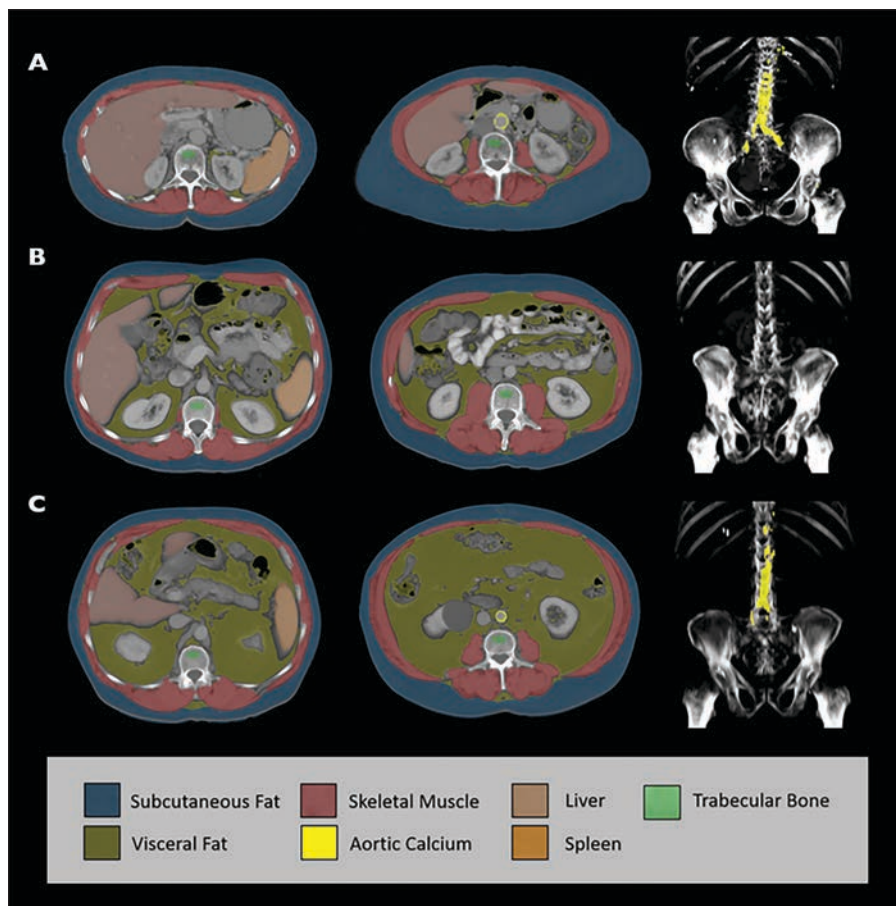 A
B
C
Subcutaneous Fat
Skeletal Muscle
Liver
Trabecular Bone
Visceral Fat
Aortic Calcium
Spleen